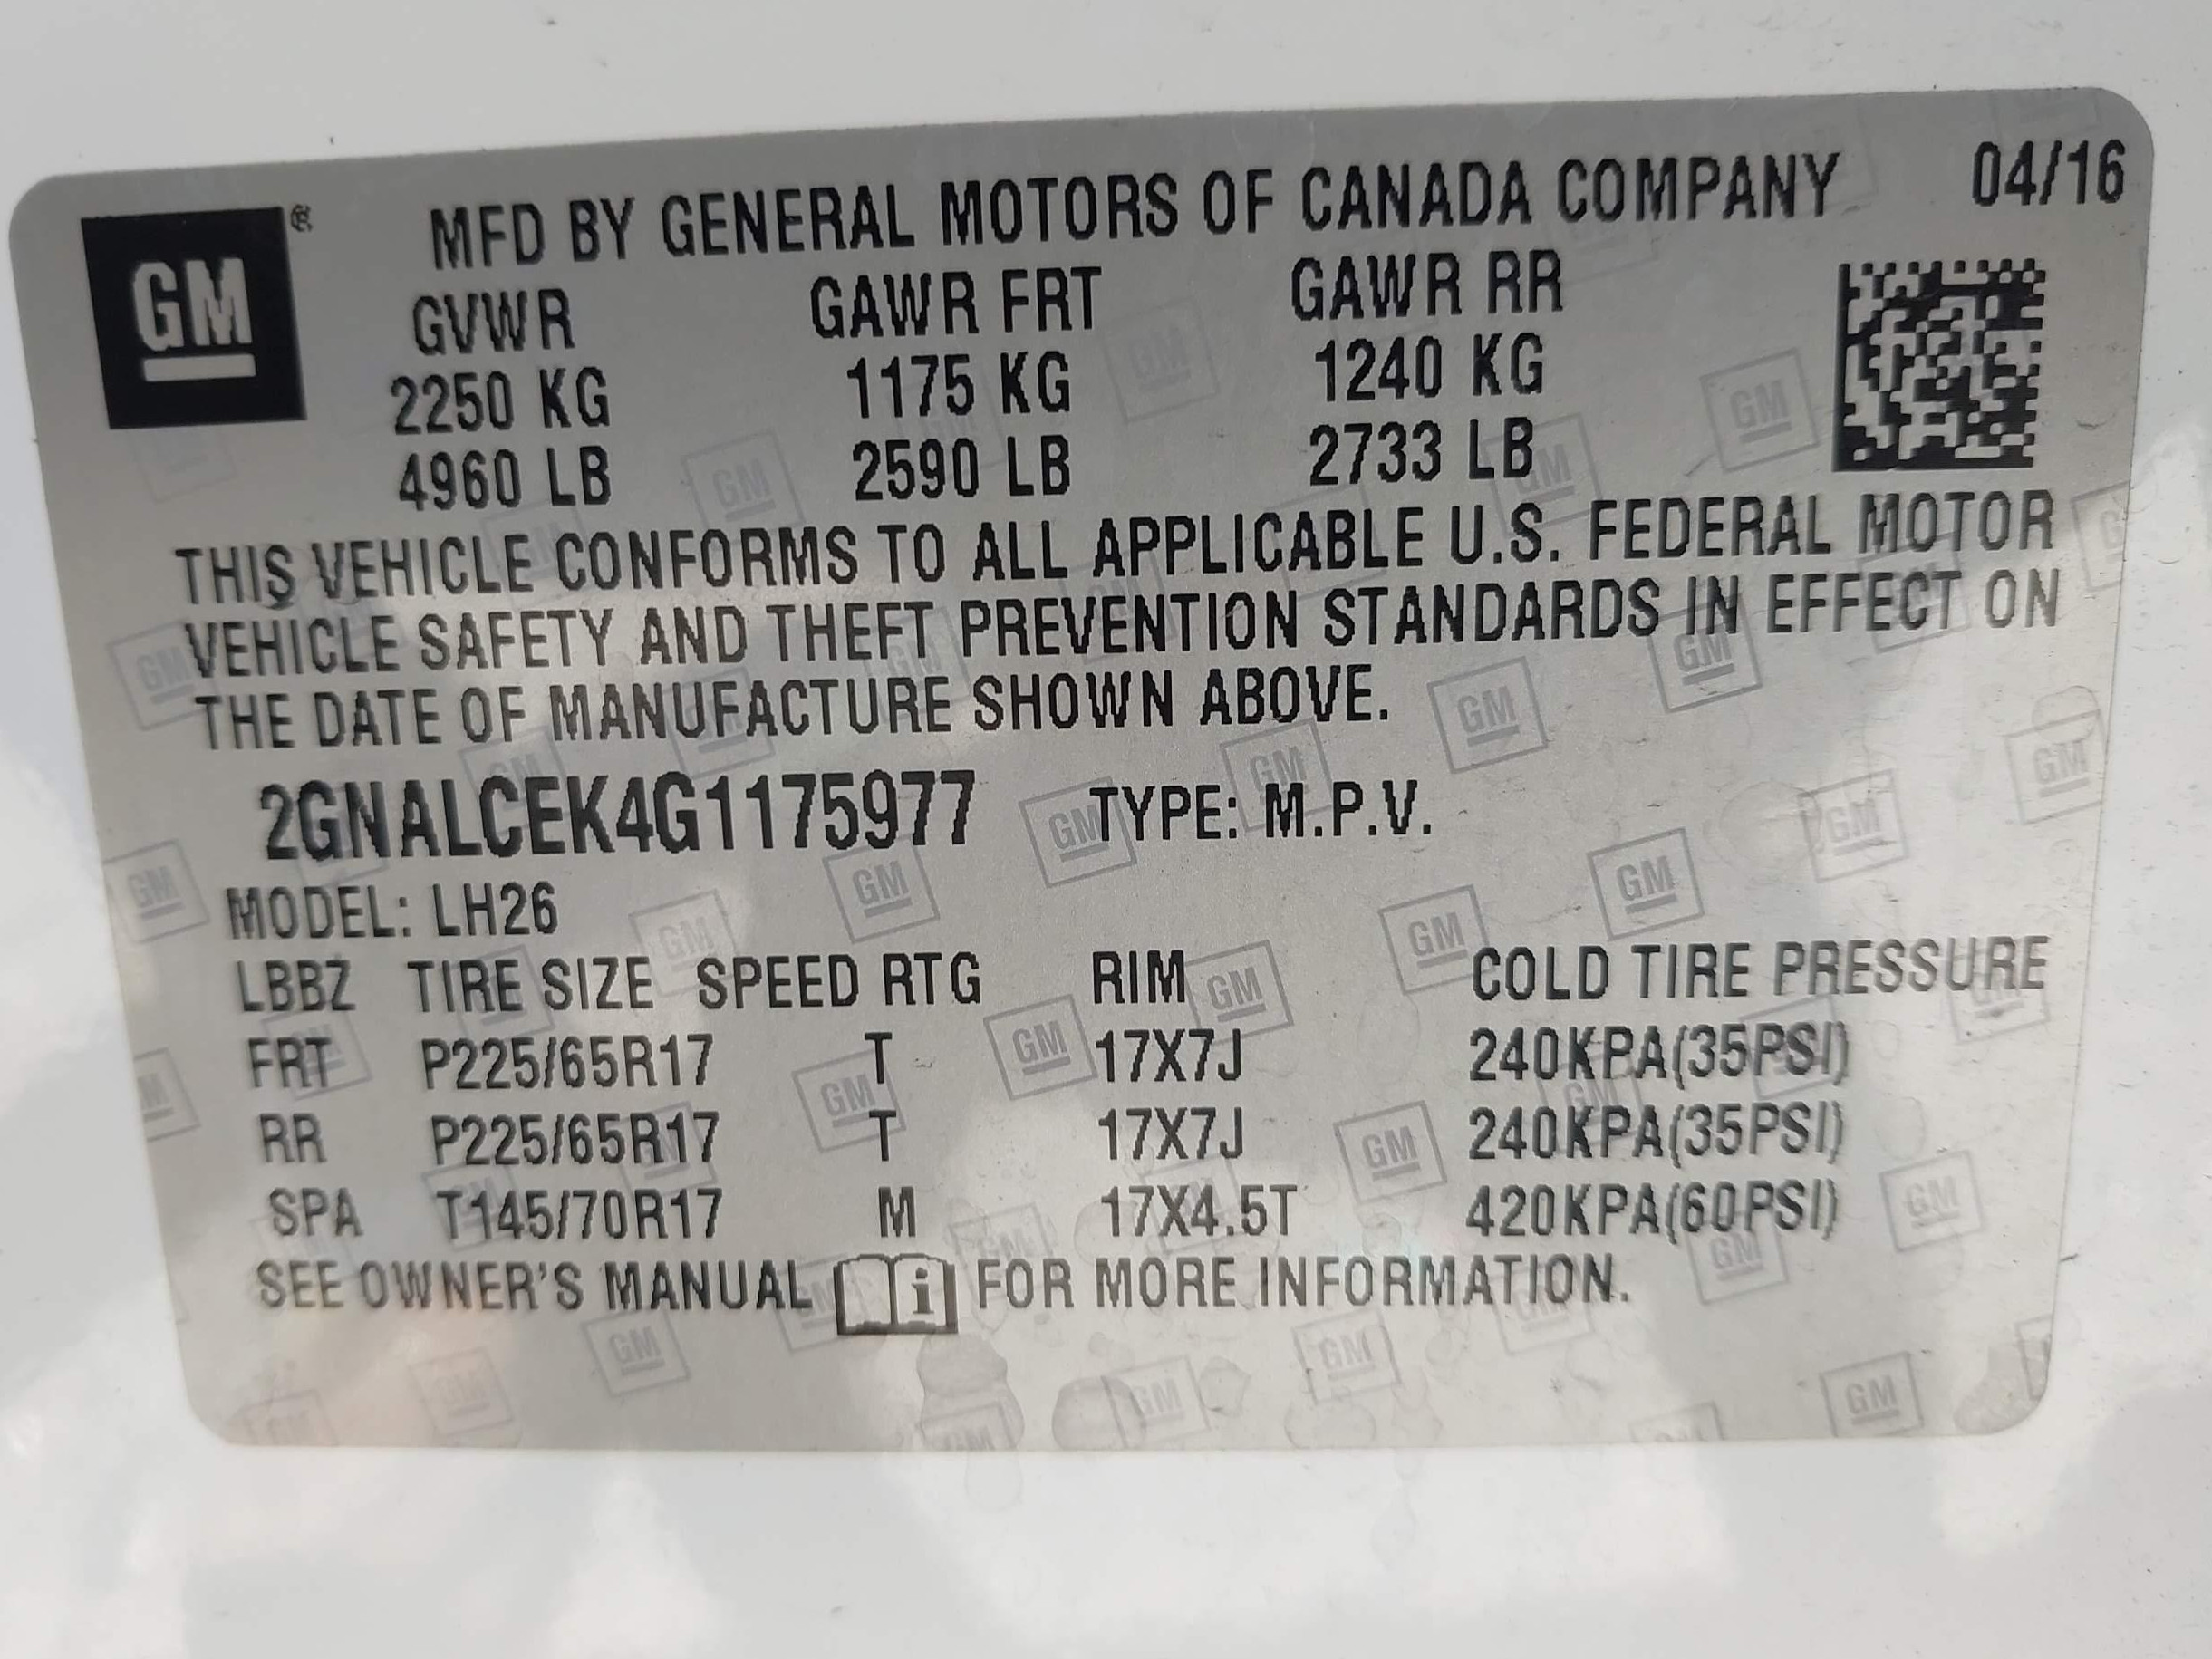 GM ® MFD BY GENERAL MOTORS OF CANADA COMPANY 04/16
GVWR GAWR FRT GAWR RR
2250 KG 1175 KG 1240 KG
4960 LB 2590 LB 2733 LB
THIS VEHICLE CONFORMS TO ALL APPLICABLE U.S. FEDERAL MOTOR
VEHICLE SAFETY AND THEFT PREVENTION STANDARDS IN EFFECT ON
THE DATE OF MANUFACTURE SHOWN ABOVE.
2GNALCEK4G1175977 TYPE: M.P.V.
MODEL: LH26
LBBZ TIRE SIZE SPEED RTG RIM COLD TIRE PRESSURE
FRT P225/65R17 T 17X7J 240KPA(35PSI)
RR P225/65R17 T 17X7J 240KPA(35PSI)
SPA T145/70R17 M 17X4.5T 420KPA(60PSI)
SEE OWNER'S MANUAL i FOR MORE INFORMATION.